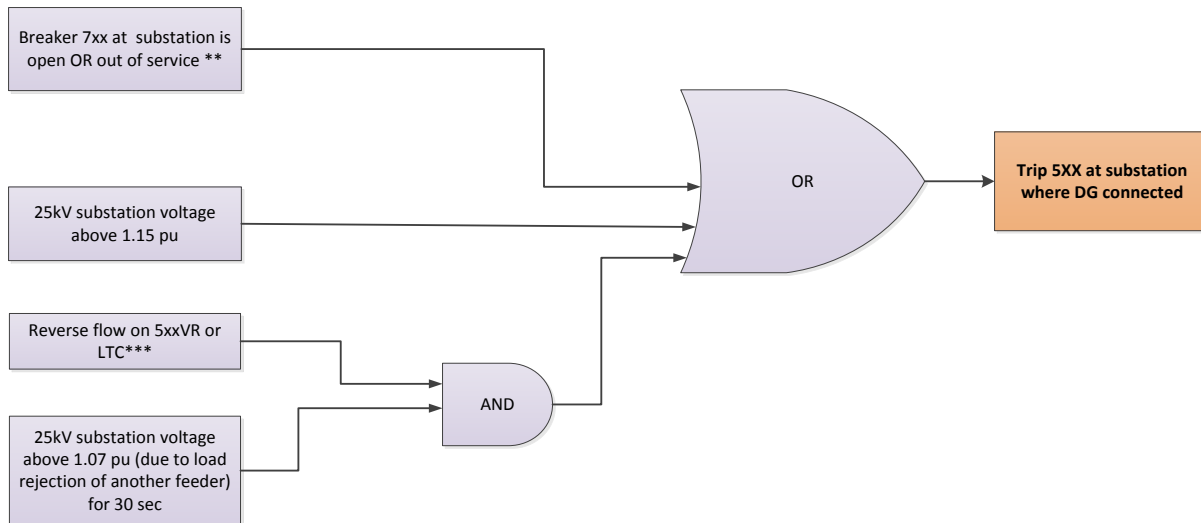 Breaker 7xx at substation is
open OR out of service **
25kV substation voltage
above 1.15 pu
Reverse flow on 5xxVR or
LTC***
25kV substation voltage
above 1.07 pu (due to load
rejection of another feeder)
for 30 sec
AND
OR
Trip 5XX at substation
where DG connected